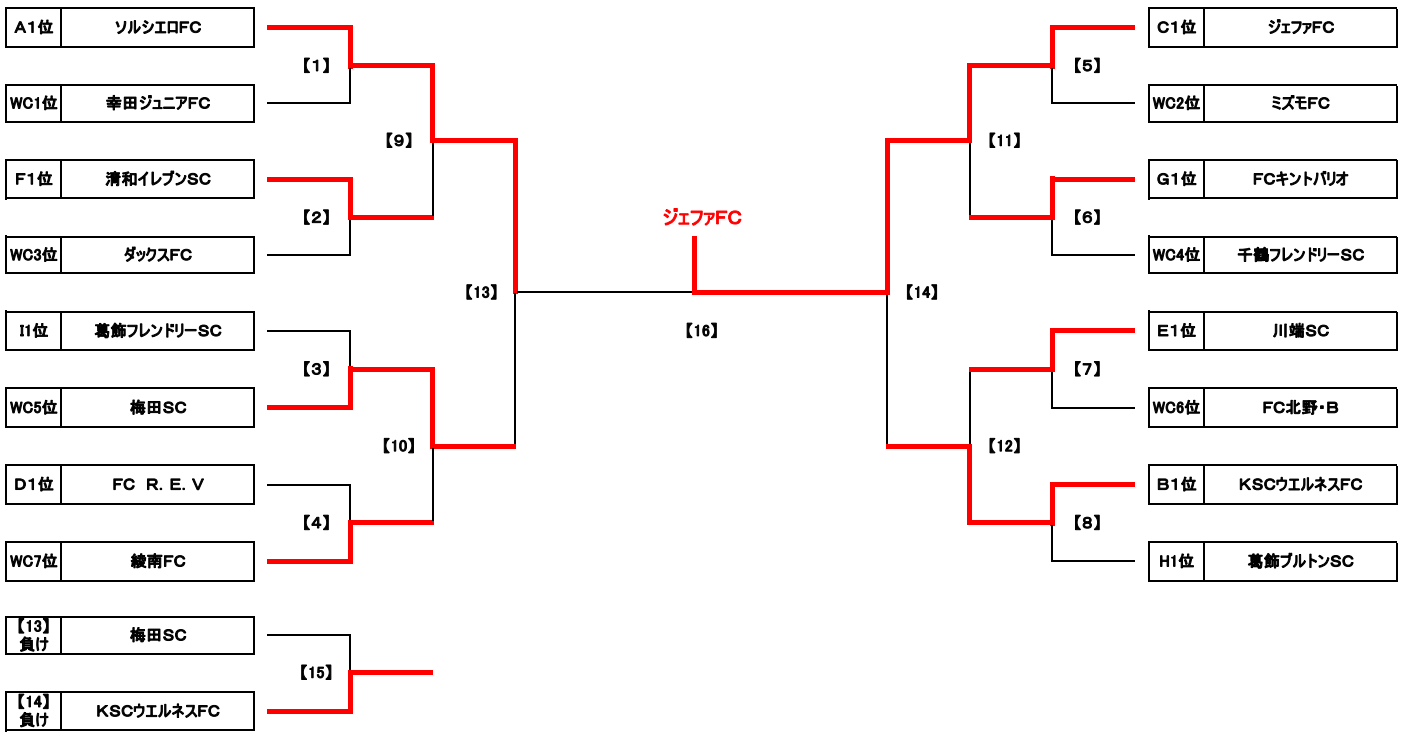 A1位 ソルシエロFC
【1】
WC1位 幸田ジュニアFC
【9】
F1位 清和イレブンSC
【2】
WC3位 ダックスFC
【13】
I1位 葛飾フレンドリーSC
【3】
WC5位 梅田SC
【10】
D1位 FC R.E.V
【4】
WC7位 綾南FC
【13】
負け
梅田SC
【15】
【14】
負け
KSCウエルネスFC
ジェファFC
【16】
C1位 ジェファFC
【5】
WC2位 ミズモFC
【11】
G1位 FCキントバリオ
【6】
WC4位 千鶴フレンドリーSC
【14】
E1位 川端SC
【7】
WC6位 FC北野・B
【12】
B1位 KSCウエルネスFC
【8】
H1位 葛飾ブルトンSC